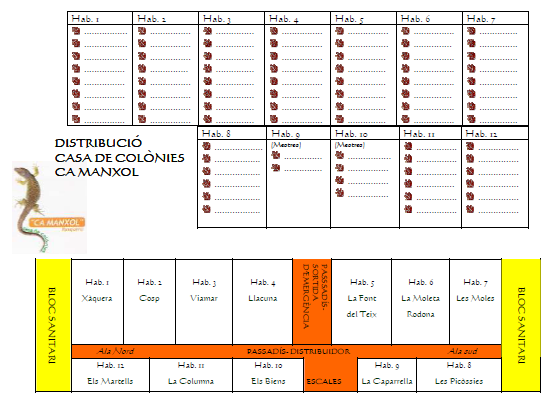 Hab. 1 Hab. 2 Hab. 3 Hab. 4 Hab. 5 Hab. 6 Hab. 7
Hab. 8 Hab. 9 Hab. 10 Hab. 11 Hab. 12
(Mestres) (Mestres)
DISTRIBUCIÓ
CASA DE COLÒNIES
CA MANXOL
"CA MANXOL"
BLOC SANITARI
Hab. 1 Hab. 2 Hab. 3 Hab. 4
Xàquera Cosp Viamar Llacuna
PASSSADÍS-
SORTIDA
D'EMERGÈNCIA
Hab. 5 Hab. 6 Hab. 7
La Font La Moleta Les Moles
del Teix Rodona
BLOC SANITARI
Ala Nord PASSADÍS- DISTRIBUIDOR Ala sud
Hab. 12 Hab. 11 Hab. 10 Hab. 9 Hab. 8
Els Martells La Columna Els Biens ESCALES La Caparrella Les Picòssies